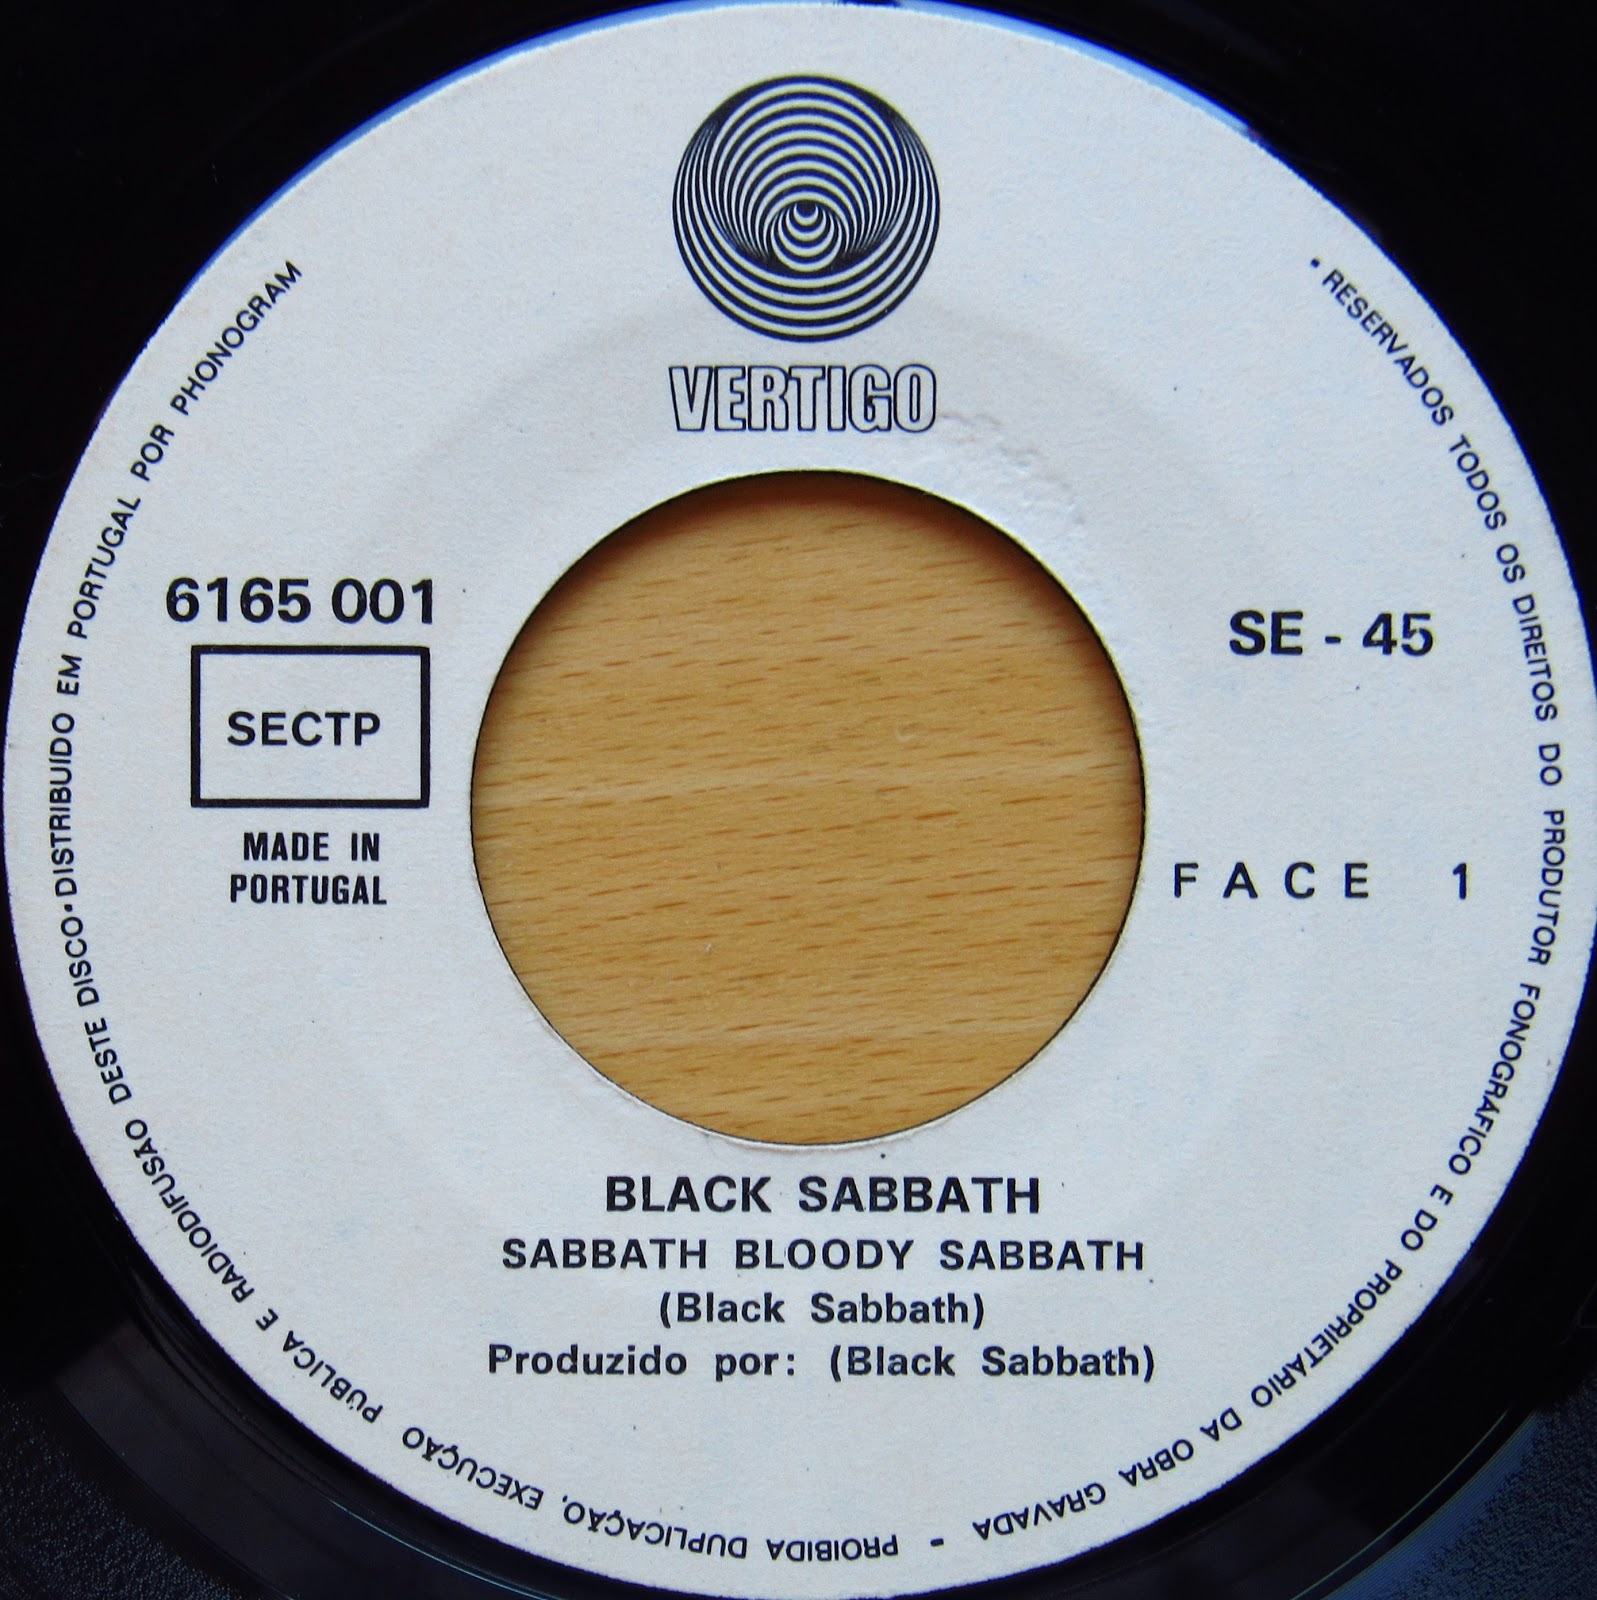 VERTIGO
6165 001
SECTP
MADE IN
PORTUGAL
SE - 45
FACE 1
BLACK SABBATH
SABBATH BLOODY SABBATH
(Black Sabbath)
Produzido por: (Black Sabbath)
• RESERVADOS TODOS OS DIREITOS DO PRODUTOR FONOGRAFICO E DO PROPRIETARIO DA OBRA GRAVADA - PROIBIDA DUPLICAÇÃO, EXECUÇÃO PÚBLICA E RADIODIFUSÃO DESTE DISCO • DISTRIBUIDO EM PORTUGAL POR PHONOGRAM